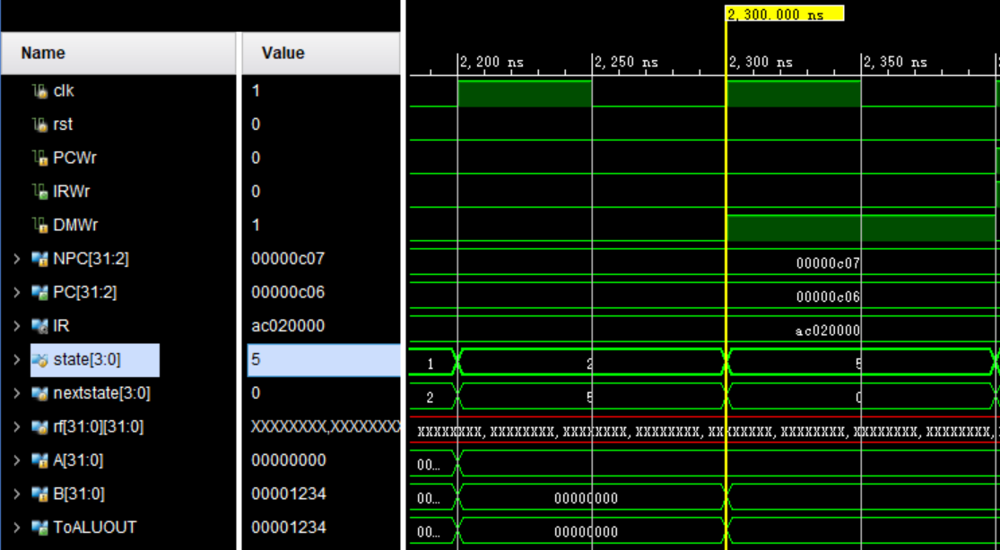 2,300.000 ns
Name Value
2,200 ns 2,250 ns 2,300 ns 2,350 ns
clk 1
rst 0
PCWr 0
IRWr 0
DMWr 1
NPC[31:2] 00000c07 00000c07
PC[31:2] 00000c06 00000c06
IR ac020000 ac020000
state[3:0] 5 1 2 5
nextstate[3:0] 0 2 5 0
rf[31:0][31:0] XXXXXXXX,XXXXXXXX XXXXXXXX,XXXXXXXX,XXXXXXXX,XXXXXXXX,XXXXXXXX,XXXXXXXX,XXXXXXXX,XXXXXXXX,
A[31:0] 00000000 00...
B[31:0] 00001234 00... 00000000
ToALUOUT 00001234 00... 00000000